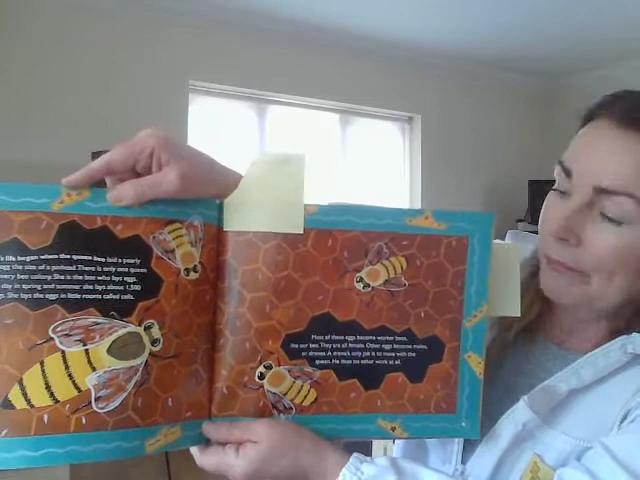 's life began when the queen bee laid a pearly
egg the size of a pinhead. There is only one queen
every bee colony. She is the bee who lays eggs.
day in spring and summer she lays about 1,500
She lays the eggs in little rooms called cells.
Most of these eggs become worker bees,
like our bee. They are all female. Other eggs become males,
or drones. A drone's only job is to mate with the
queen. He does no other work at all.